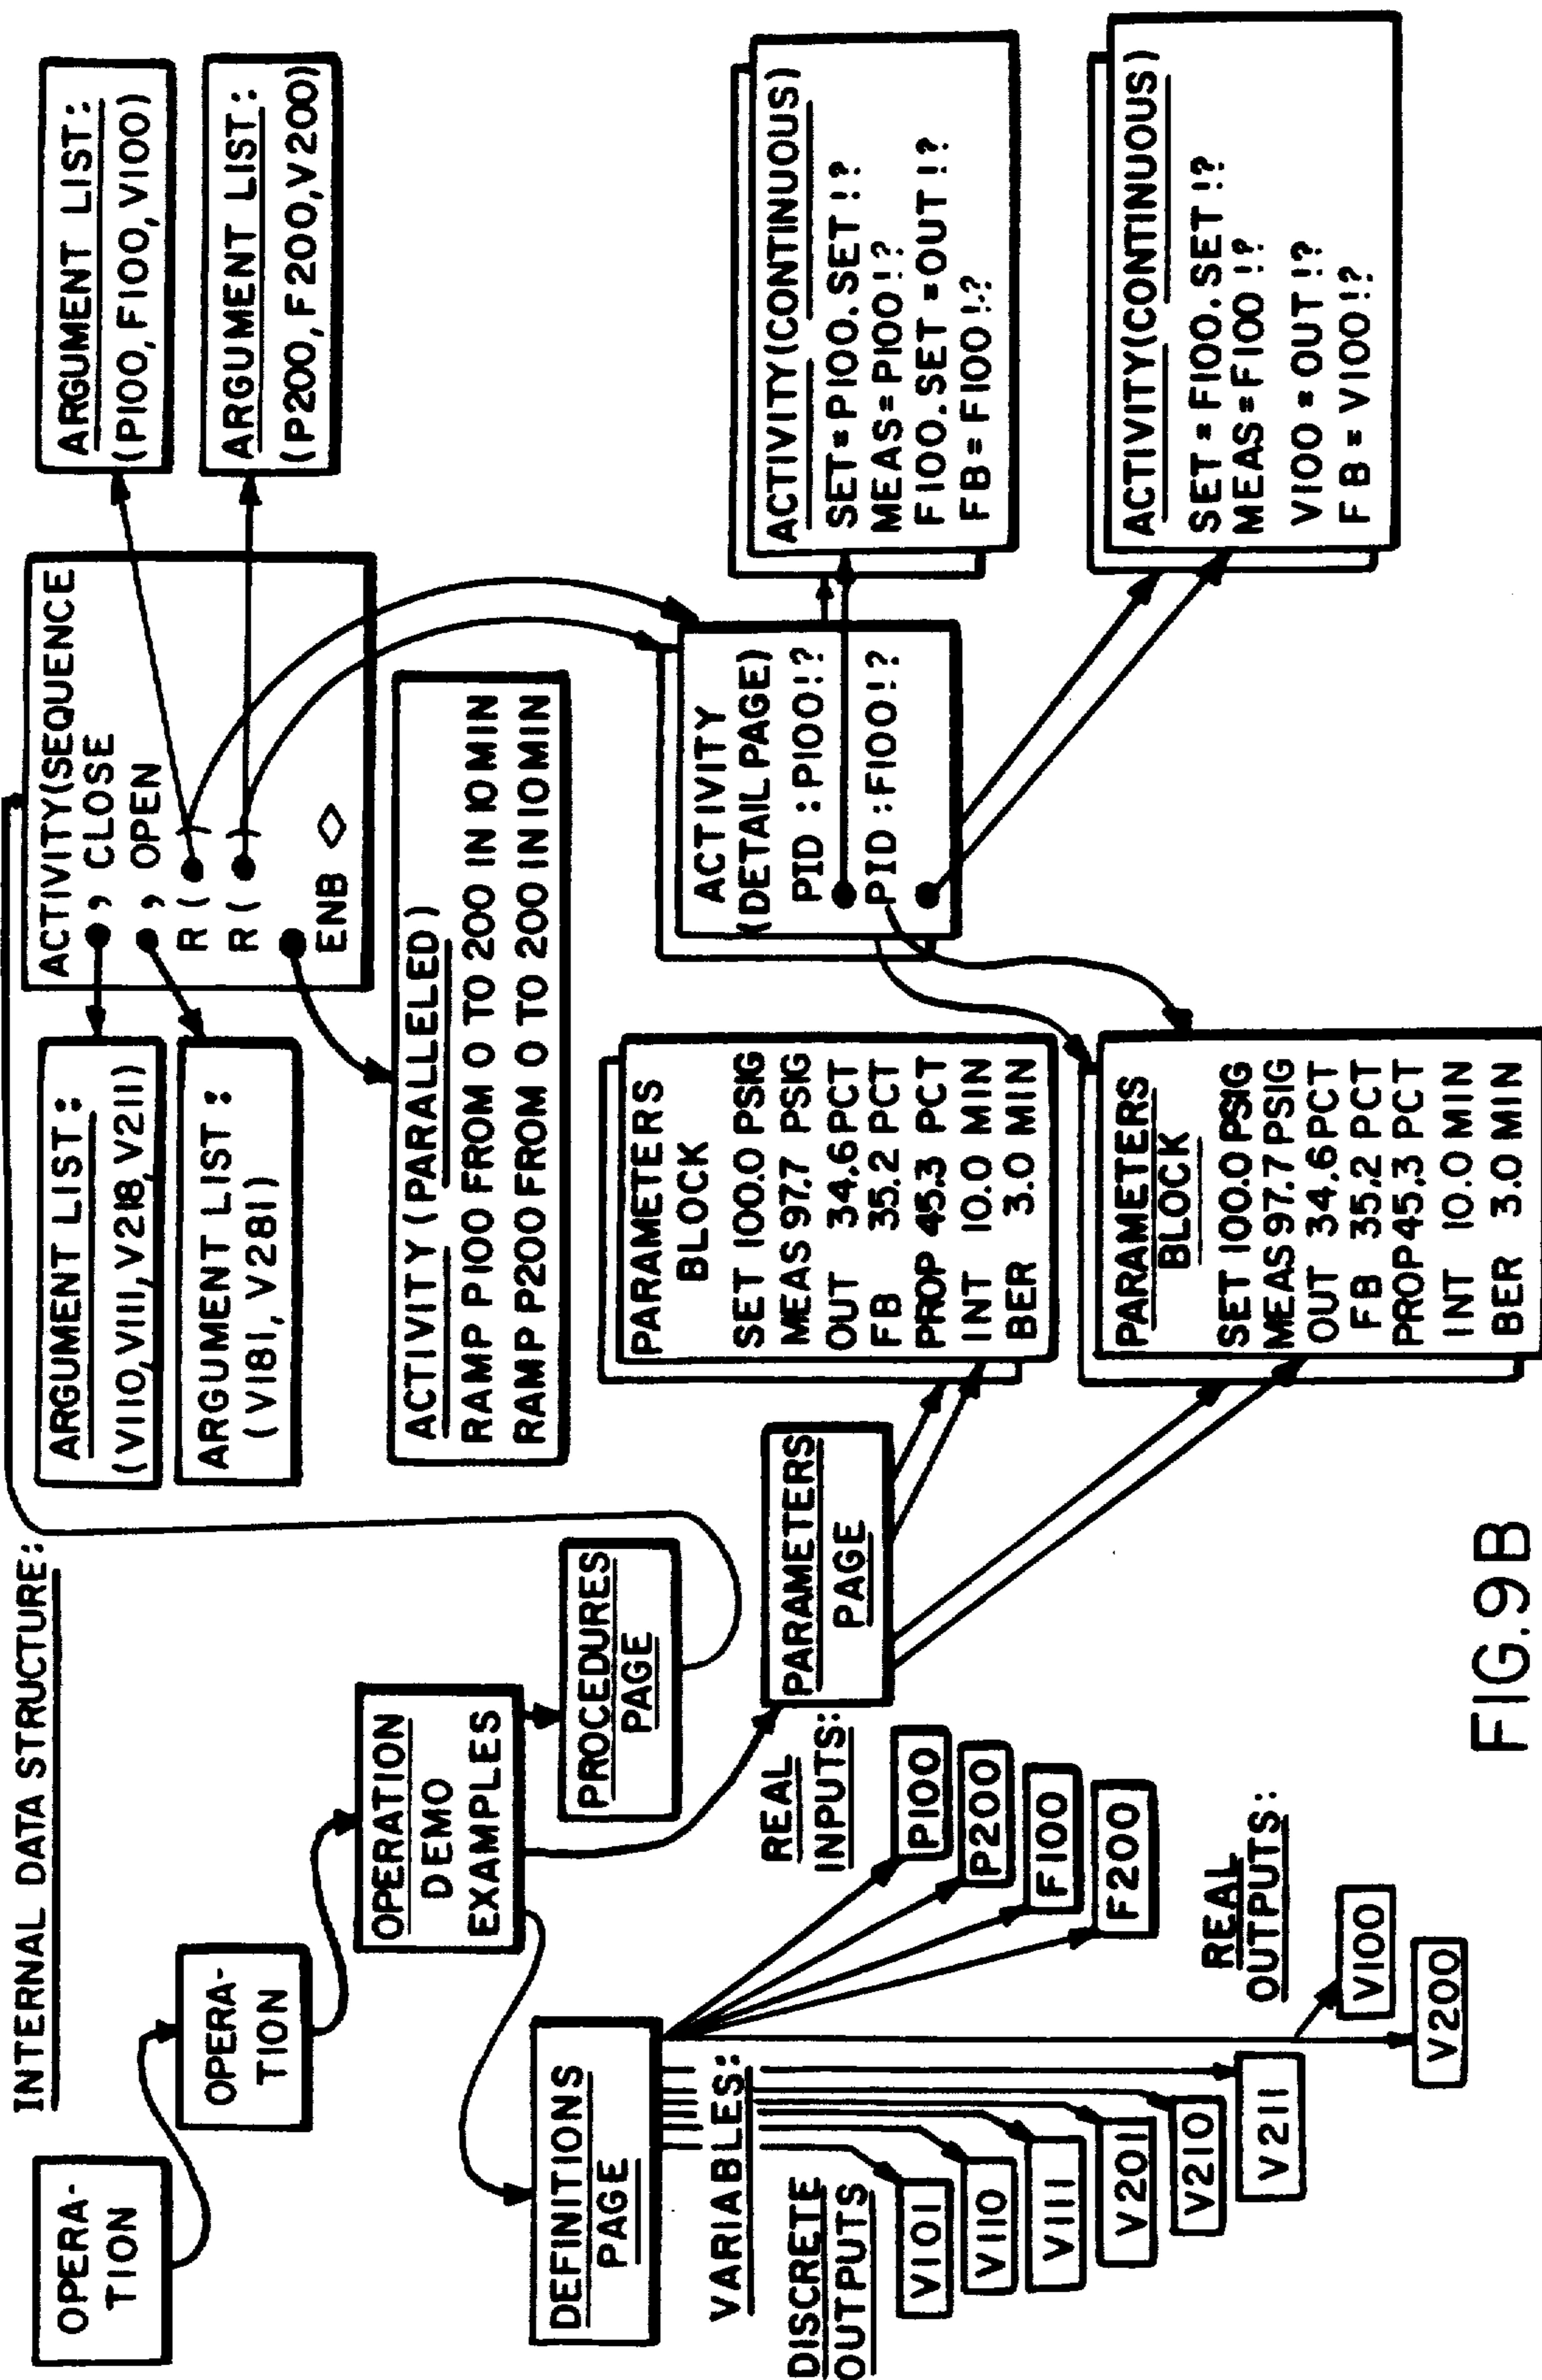 INTERNAL DATA STRUCTURE:
OPERA-
TION
OPERA-
TION
OPERATION
DEMO
EXAMPLES
DEFINITIONS
PAGE
PROCEDURES
PAGE
PARAMETERS
PAGE
VARIABLES:
DISCRETE
OUTPUTS
V101
V110
V111
V201
V210
V211
REAL
INPUTS:
P100
P200
F100
F200
REAL
OUTPUTS:
V100
V200
ARGUMENT LIST:
(V110, V111, V218, V211)
ARGUMENT LIST:
(V181, V281)
ACTIVITY(SEQUENCE
, CLOSE
, OPEN
R ( )
R ( )
ENB ◇
ARGUMENT LIST:
(P100, F100, V100)
ARGUMENT LIST:
(P200, F200, V200)
ACTIVITY (PARALLELED)
RAMP P100 FROM 0 TO 200 IN 10 MIN
RAMP P200 FROM 0 TO 200 IN 10 MIN
PARAMETERS
BLOCK
SET 100.0 PSIG
MEAS 97.7 PSIG
OUT 34.6 PCT
FB 35.2 PCT
PROP 45.3 PCT
INT 10.0 MIN
BER 3.0 MIN
PARAMETERS
BLOCK
SET 100.0 PSIG
MEAS 97.7 PSIG
OUT 34.6 PCT
FB 35.2 PCT
PROP 45.3 PCT
INT 10.0 MIN
BER 3.0 MIN
ACTIVITY
(DETAIL PAGE)
PID : P100!?
PID : F100!?
ACTIVITY(CONTINUOUS)
SET = P100. SET !?
MEAS = P100 !?
F100. SET = OUT !?
FB = F100 !?
ACTIVITY(CONTINUOUS)
SET = F100. SET !?
MEAS = F100 !?
V100 = OUT !?
FB = V100 !?
FIG. 9B